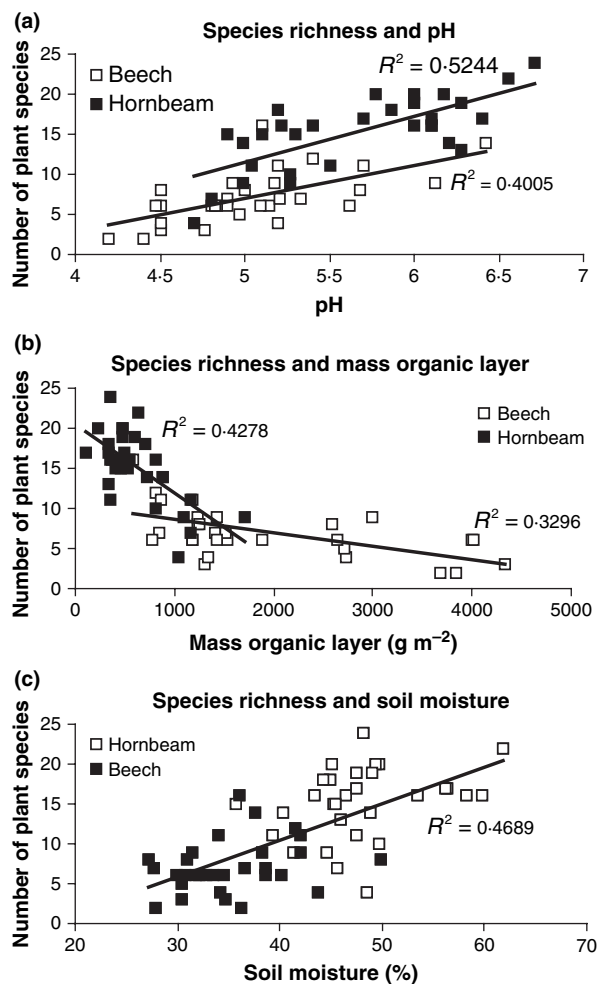 (a)
Species richness and pH
Number of plant species
25
20
15
10
5
0
Beech
Hornbeam
R² = 0·5244
R² = 0·4005
4
4·5
5
5·5
6
6·5
7
pH
(b)
Species richness and mass organic layer
Number of plant species
25
20
15
10
5
0
R² = 0·4278
Beech
Hornbeam
R² = 0·3296
0
1000
2000
3000
4000
5000
Mass organic layer (g m⁻²)
(c)
Species richness and soil moisture
Number of plant species
25
20
15
10
5
0
Hornbeam
Beech
R² = 0·4689
20
30
40
50
60
70
Soil moisture (%)